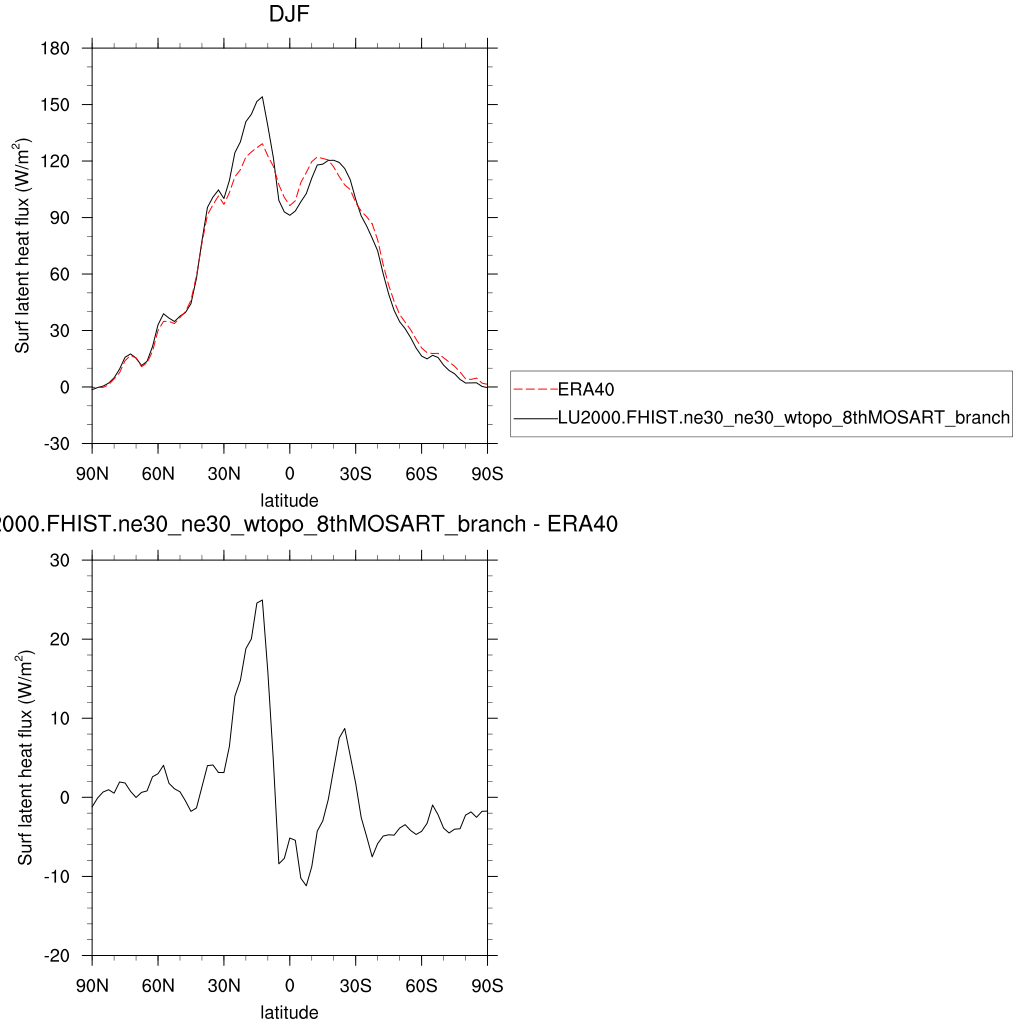 DJF
Surf latent heat flux (W/m²)
180
150
120
90
60
30
0
-30
90N 60N 30N 0 30S 60S 90S
latitude
ERA40
LU2000.FHIST.ne30_ne30_wtopo_8thMOSART_branch
2000.FHIST.ne30_ne30_wtopo_8thMOSART_branch - ERA40
Surf latent heat flux (W/m²)
30
20
10
0
-10
-20
90N 60N 30N 0 30S 60S 90S
latitude